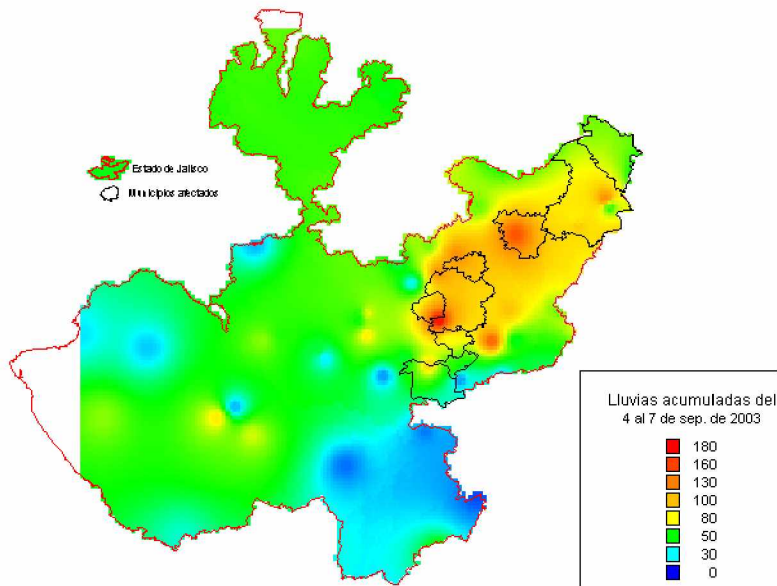 Estado de Jalisco
Municipios afectados
Lluvias acumuladas del
4 al 7 de sep. de 2003
180
160
130
100
80
50
30
0